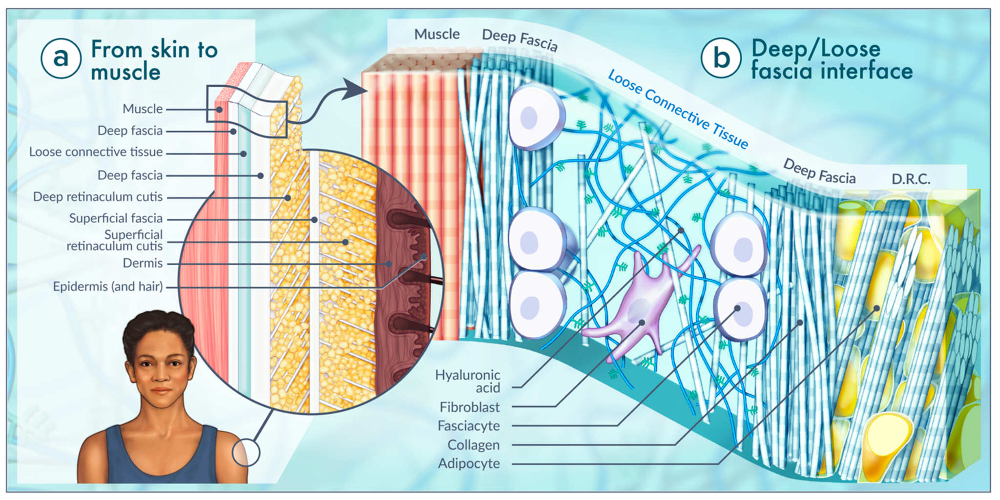 a
From skin to
muscle
Muscle
Deep fascia
Loose connective tissue
Deep fascia
Deep retinaculum cutis
Superficial fascia
Superficial
retinaculum cutis
Dermis
Epidermis (and hair)
b
Deep/Loose
fascia interface
Muscle
Deep Fascia
Loose Connective Tissue
Deep Fascia
D.R.C.
Hyaluronic
acid
Fibroblast
Fasciacyte
Collagen
Adipocyte